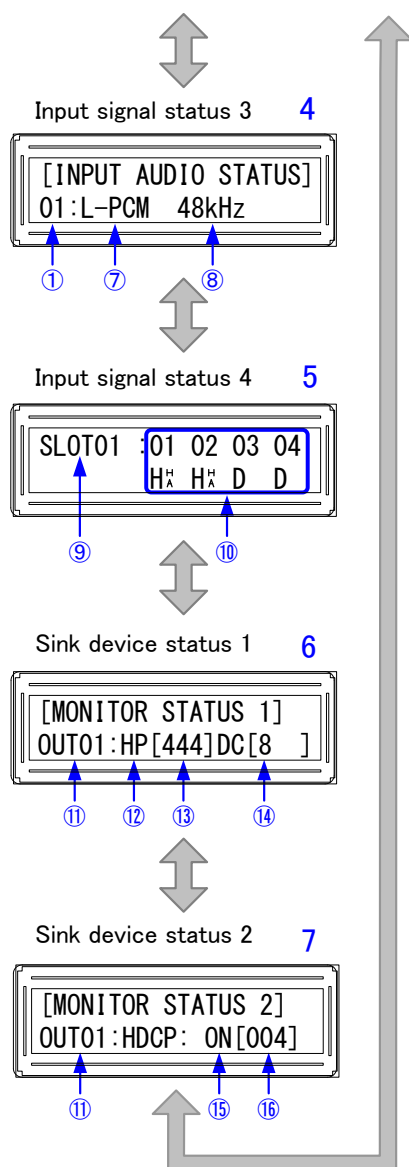 Input signal status 3 4
[INPUT AUDIO STATUS]
01:L-PCM 48kHz
① ⑦ ⑧
Input signal status 4 5
SLOT01 :01 02 03 04
HHA HHA D D
⑨ ⑩
Sink device status 1 6
[MONITOR STATUS 1]
OUT01:HP[444]DC[8 ]
⑪ ⑫ ⑬ ⑭
Sink device status 2 7
[MONITOR STATUS 2]
OUT01:HDCP: ON[004]
⑪ ⑮ ⑯